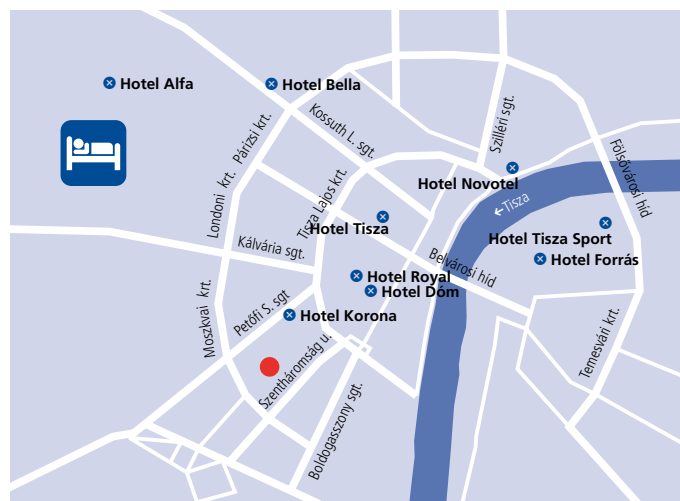 Hotel Alfa
Hotel Bella
Kossuth L. sgt.
Szilléri sgt.
Párizsi krt.
Fölsővárosi híd
Londoni krt.
Tisza Lajos krt.
Hotel Novotel
←Tisza
Hotel Tisza
Hotel Tisza Sport
Kálvária sgt.
Belvárosi híd
Hotel Forrás
Hotel Royal
Hotel Dóm
Moszkvai krt.
Petőfi S. sgt
Hotel Korona
Temesvári krt.
Szentháromság u.
Boldogasszony sgt.